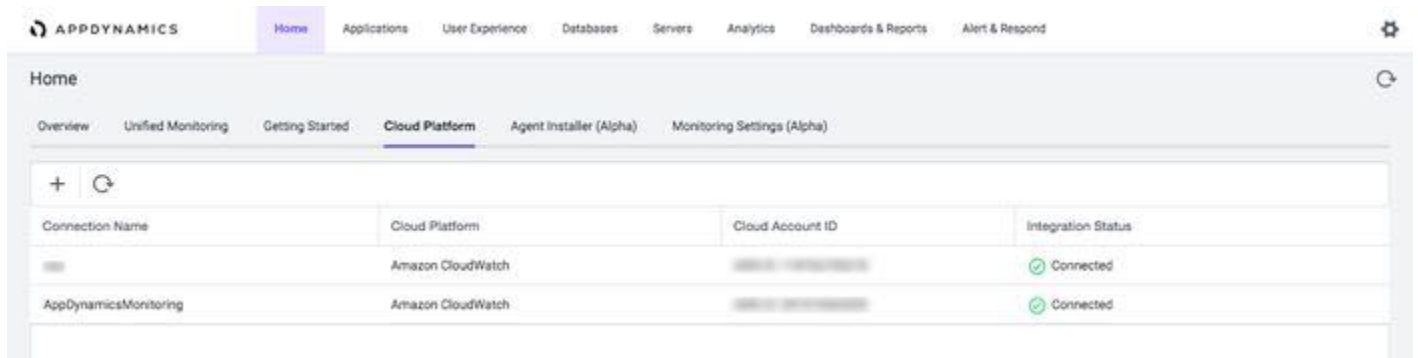 APPDYNAMICS Home Applications User Experience Databases Servers Analytics Dashboards & Reports Alert & Respond
Home
Overview Unified Monitoring Getting Started Cloud Platform Agent Installer (Alpha) Monitoring Settings (Alpha)
Connection Name Cloud Platform Cloud Account ID Integration Status
Amazon CloudWatch Connected
AppDynamicsMonitoring Amazon CloudWatch Connected